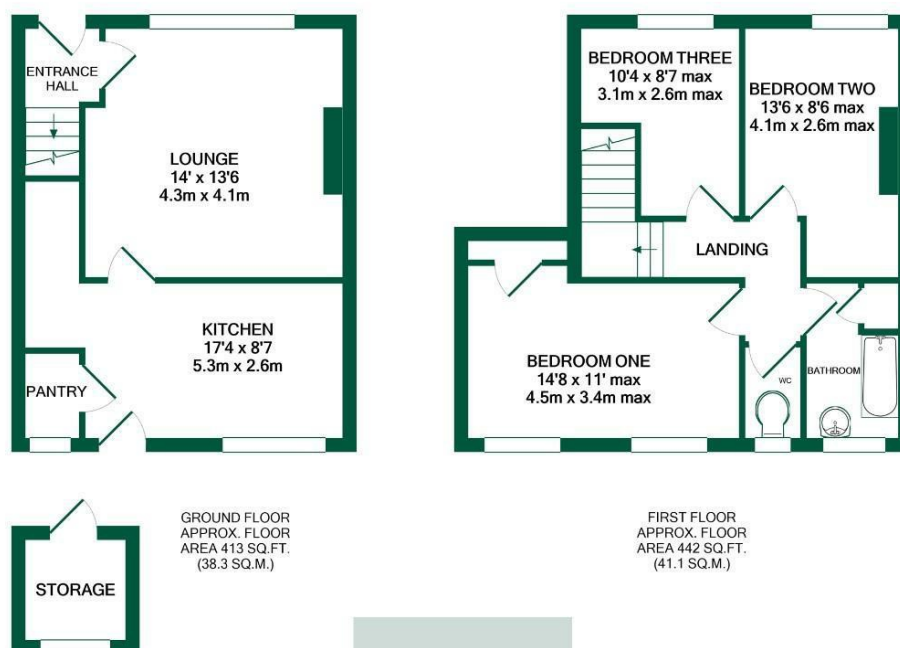 ENTRANCE
HALL
LOUNGE
14' x 13'6
4.3m x 4.1m
KITCHEN
17'4 x 8'7
5.3m x 2.6m
PANTRY
GROUND FLOOR
APPROX. FLOOR
AREA 413 SQ.FT.
(38.3 SQ.M.)
STORAGE
BEDROOM THREE
10'4 x 8'7 max
3.1m x 2.6m max
BEDROOM TWO
13'6 x 8'6 max
4.1m x 2.6m max
LANDING
BEDROOM ONE
14'8 x 11' max
4.5m x 3.4m max
WC
BATHROOM
FIRST FLOOR
APPROX. FLOOR
AREA 442 SQ.FT.
(41.1 SQ.M.)